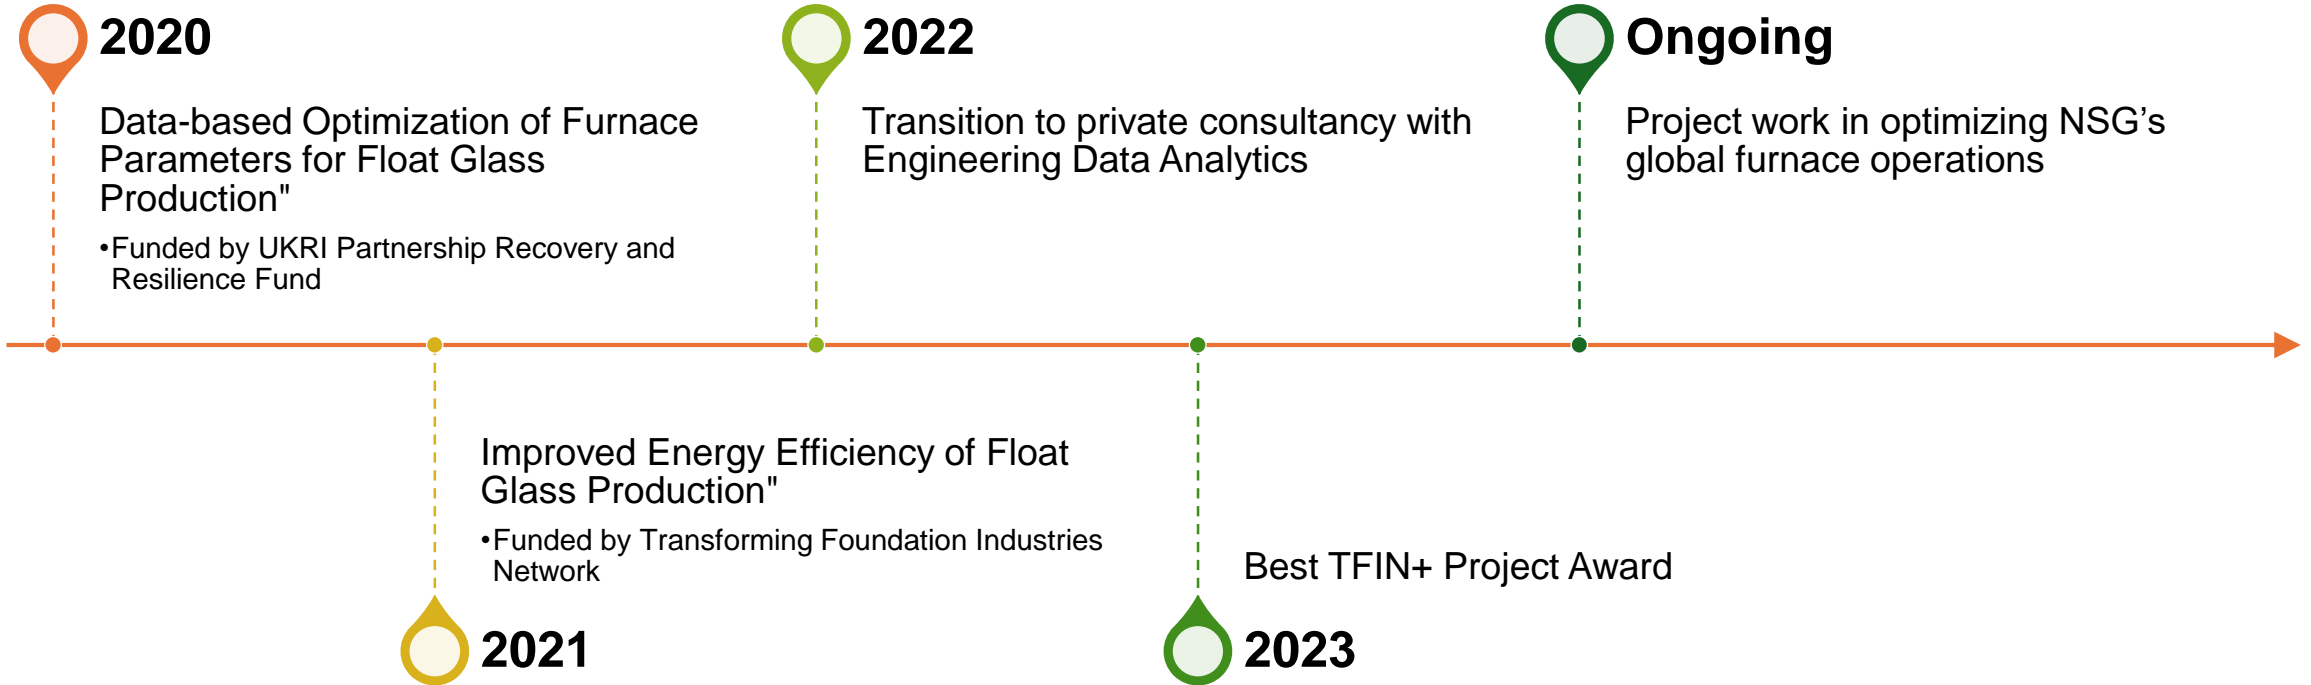 2020
Data-based Optimization of Furnace
Parameters for Float Glass
Production"
•Funded by UKRI Partnership Recovery and
Resilience Fund
2022
Transition to private consultancy with
Engineering Data Analytics
Ongoing
Project work in optimizing NSG’s
global furnace operations
Improved Energy Efficiency of Float
Glass Production"
•Funded by Transforming Foundation Industries
Network
2021
Best TFIN+ Project Award
2023